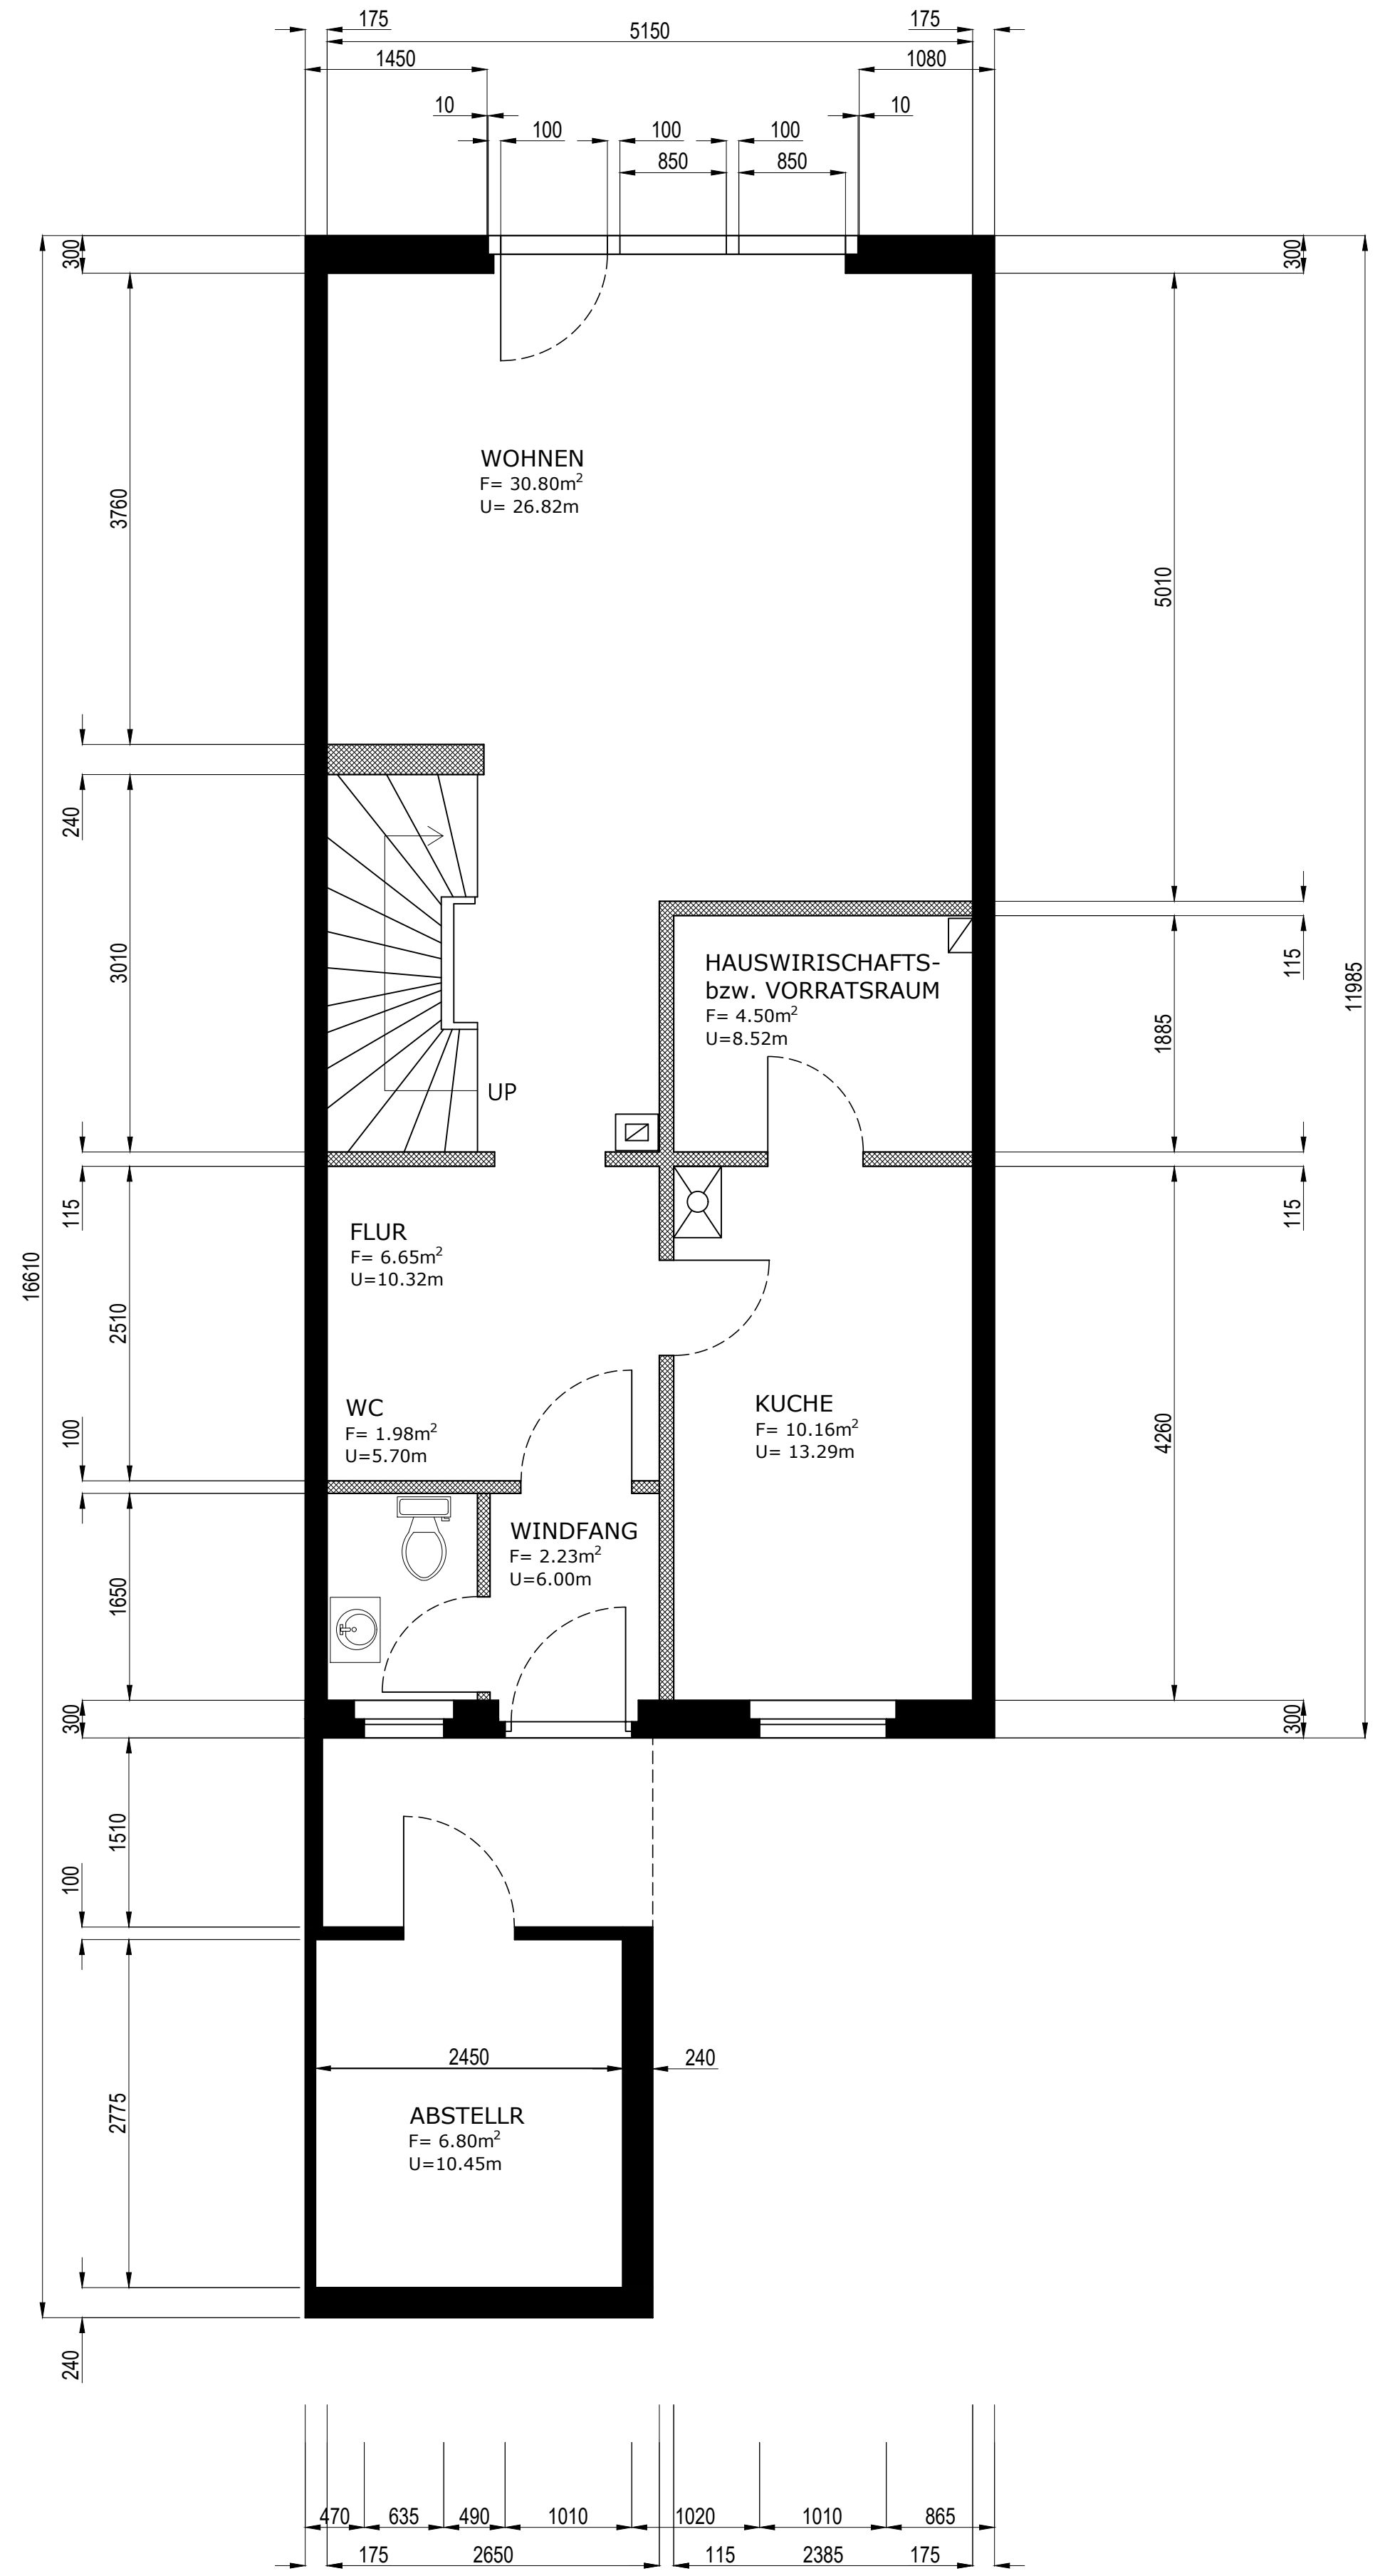 175
175
5150
1450
1080
10
10
100
100
100
850
850
300
300
WOHNEN
F= 30.80m²
U= 26.82m
3760
5010
240
115
HAUSWIRISCHAFTS-
bzw. VORRATSRAUM
F= 4.50m²
U=8.52m
3010
11985
1885
UP
115
115
FLUR
F= 6.65m²
U=10.32m
16610
2510
WC
F= 1.98m²
U=5.70m
KUCHE
F= 10.16m²
U= 13.29m
100
4260
WINDFANG
F= 2.23m²
U=6.00m
1650
300
300
1510
100
2450
240
2775
ABSTELLR
F= 6.80m²
U=10.45m
240
470 635 490 1010 1020 1010 865
175 2650 115 2385 175